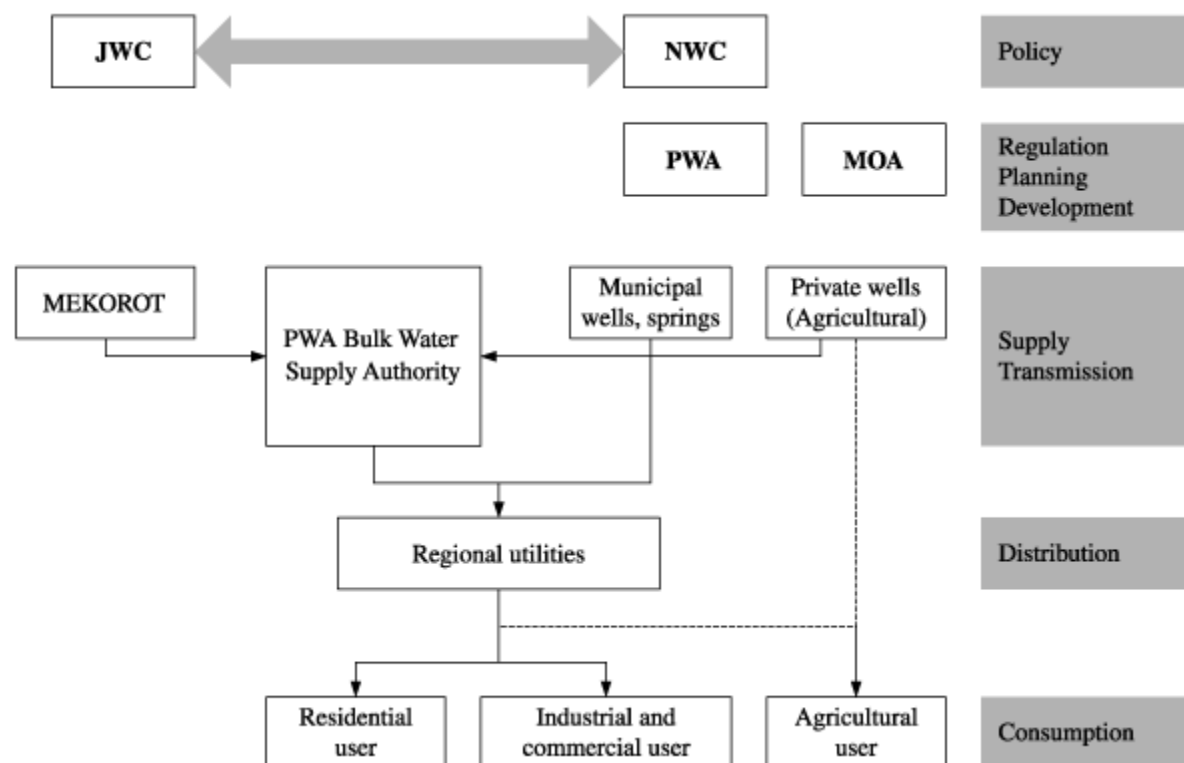 JWC
NWC
Policy
PWA
MOA
Regulation
Planning
Development
MEKOROT
PWA Bulk Water
Supply Authority
Municipal
wells, springs
Private wells
(Agricultural)
Supply
Transmission
Regional utilities
Distribution
Residential
user
Industrial and
commercial user
Agricultural
user
Consumption